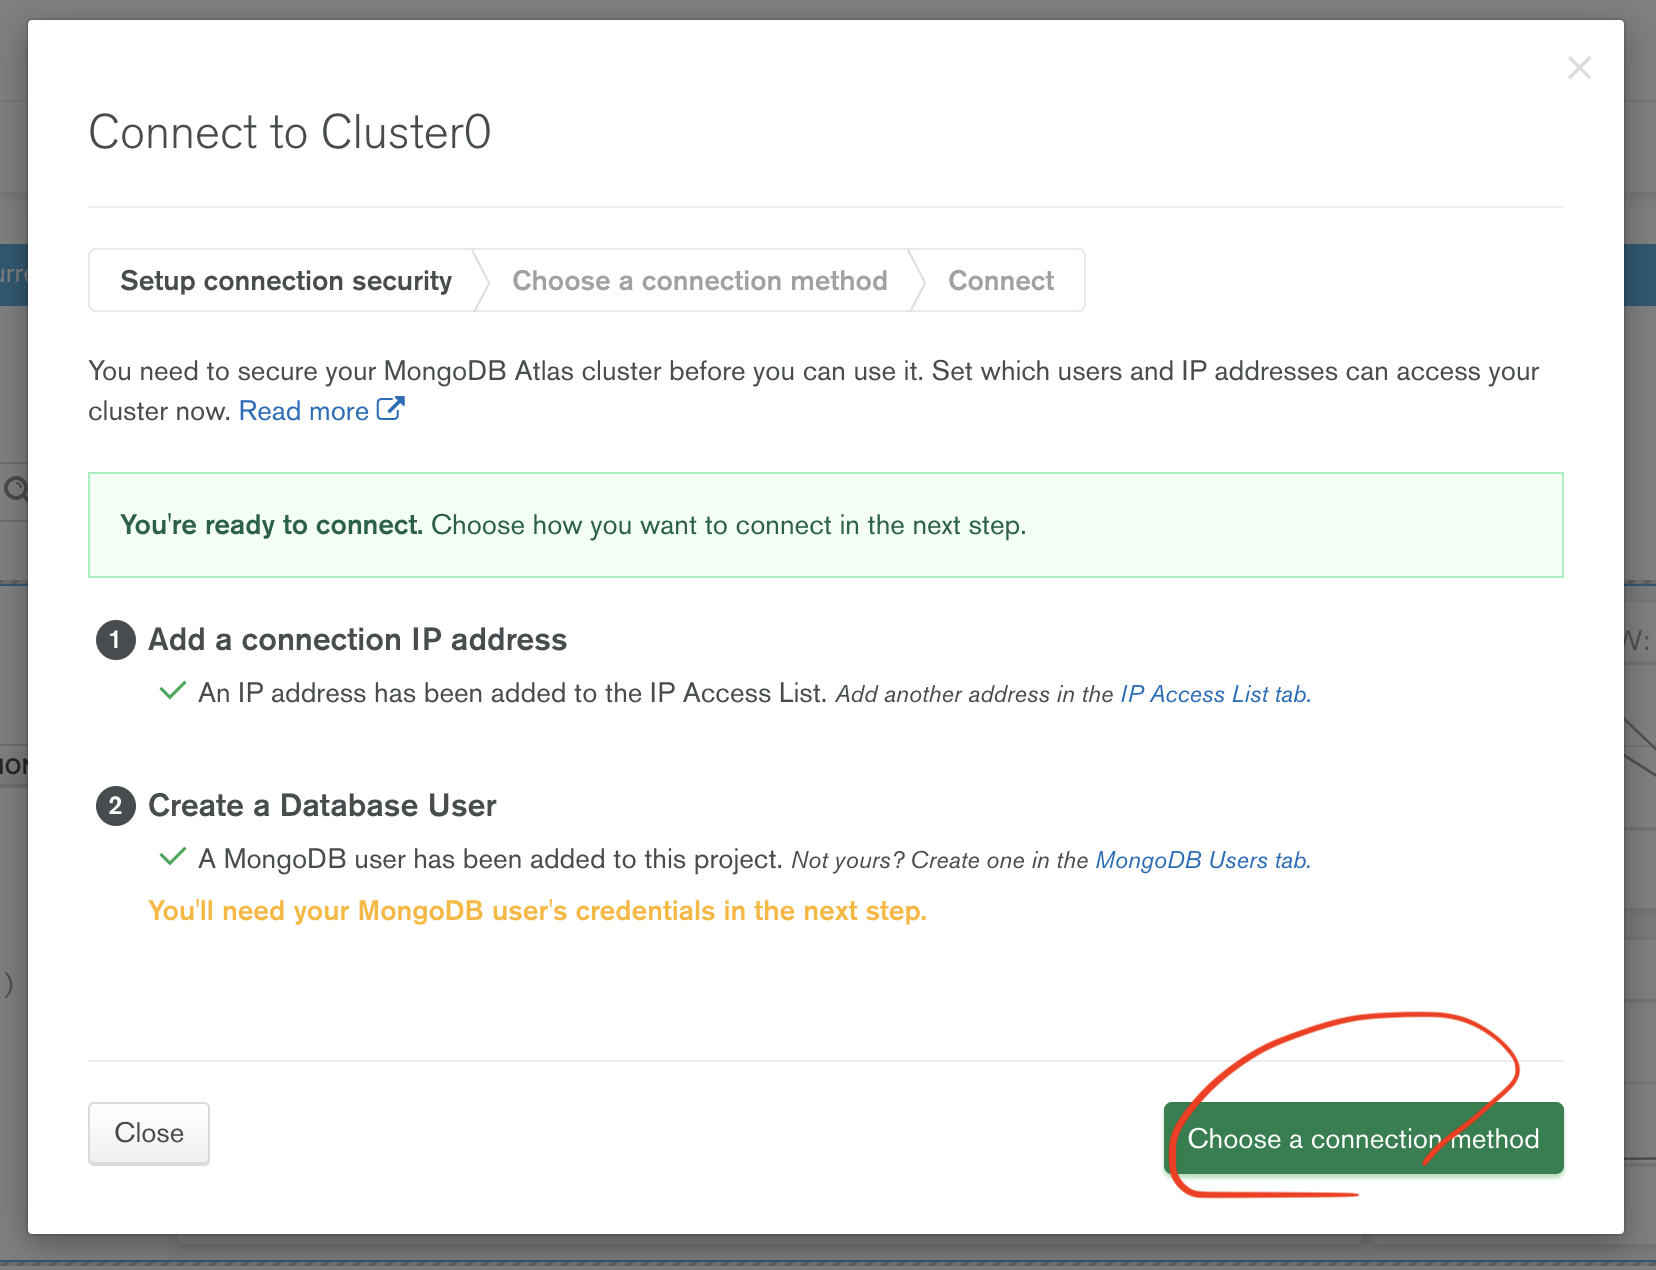 Connect to Cluster0
Setup connection security
Choose a connection method
Connect
You need to secure your MongoDB Atlas cluster before you can use it. Set which users and IP addresses can access your
cluster now. Read more
You're ready to connect. Choose how you want to connect in the next step.
1 Add a connection IP address
An IP address has been added to the IP Access List. Add another address in the IP Access List tab.
2 Create a Database User
A MongoDB user has been added to this project. Not yours? Create one in the MongoDB Users tab.
You'll need your MongoDB user's credentials in the next step.
Close
Choose a connection method